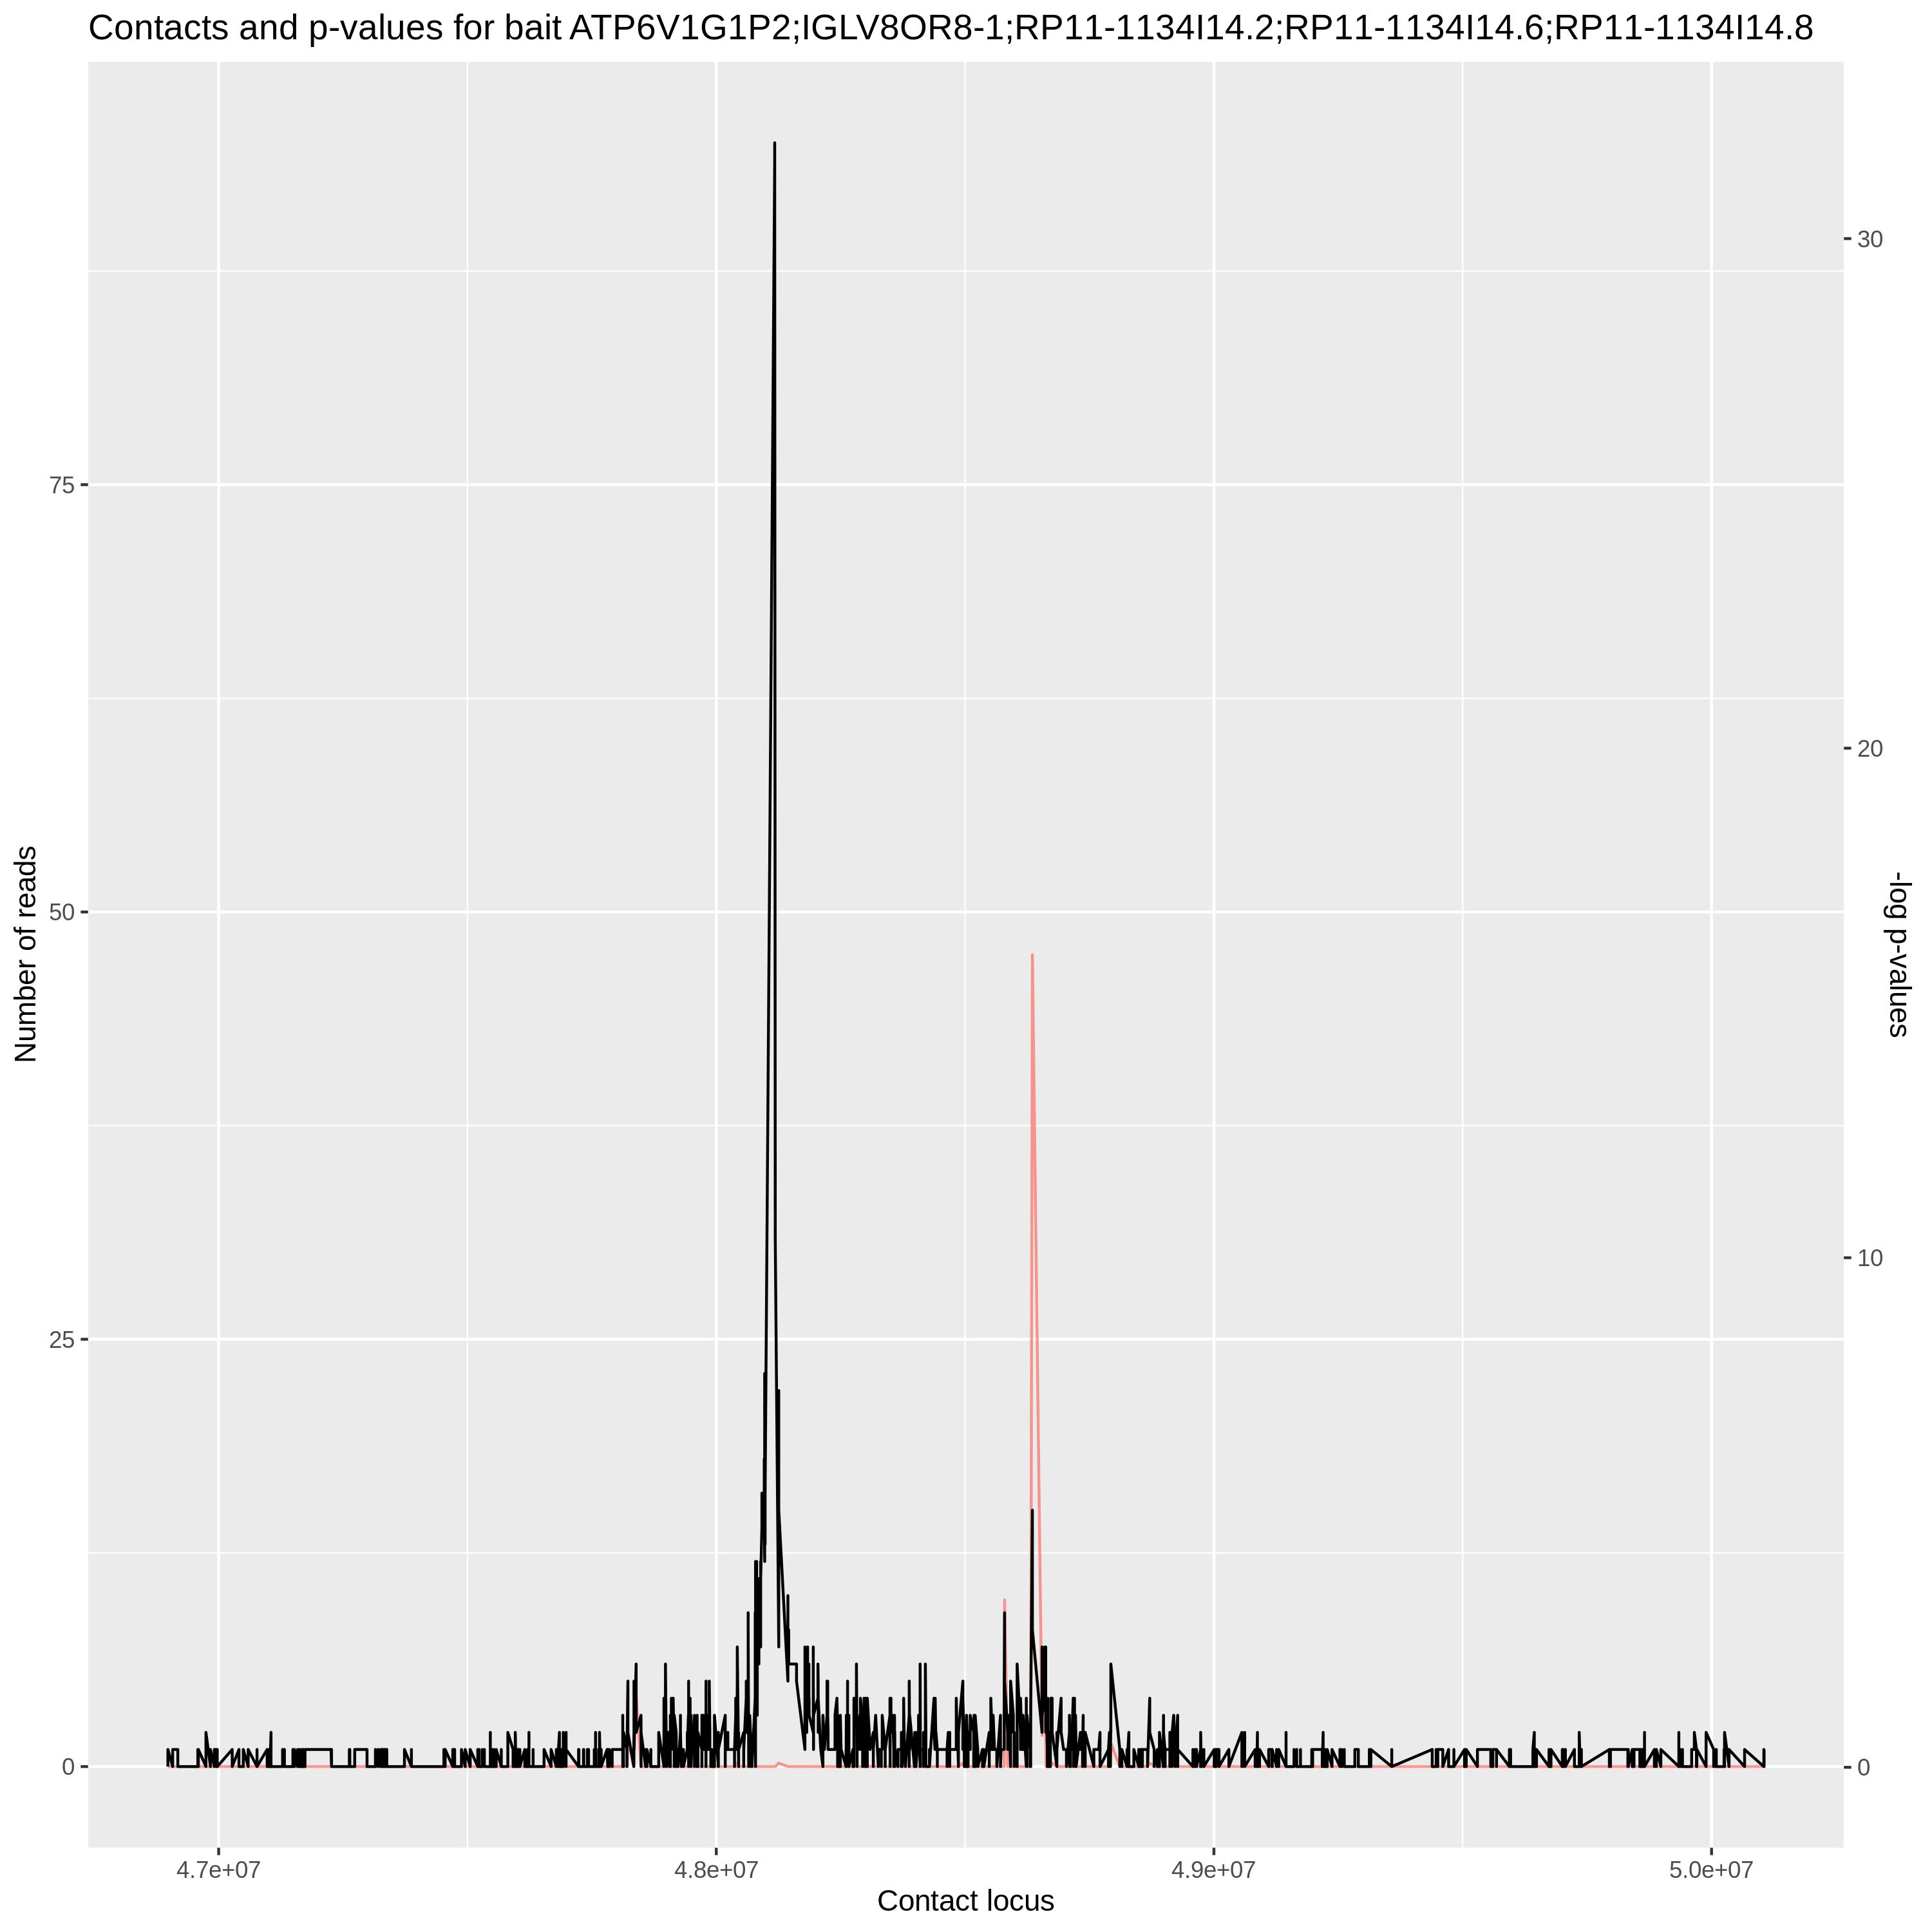 Contacts and p-values for bait ATP6V1G1P2;IGLV8OR8-1;RP11-1134I14.2;RP11-1134I14.6;RP11-1134I14.8
30
75
20
Number of reads
50
-log p-values
10
25
0
0
4.7e+07
4.8e+07
4.9e+07
5.0e+07
Contact locus